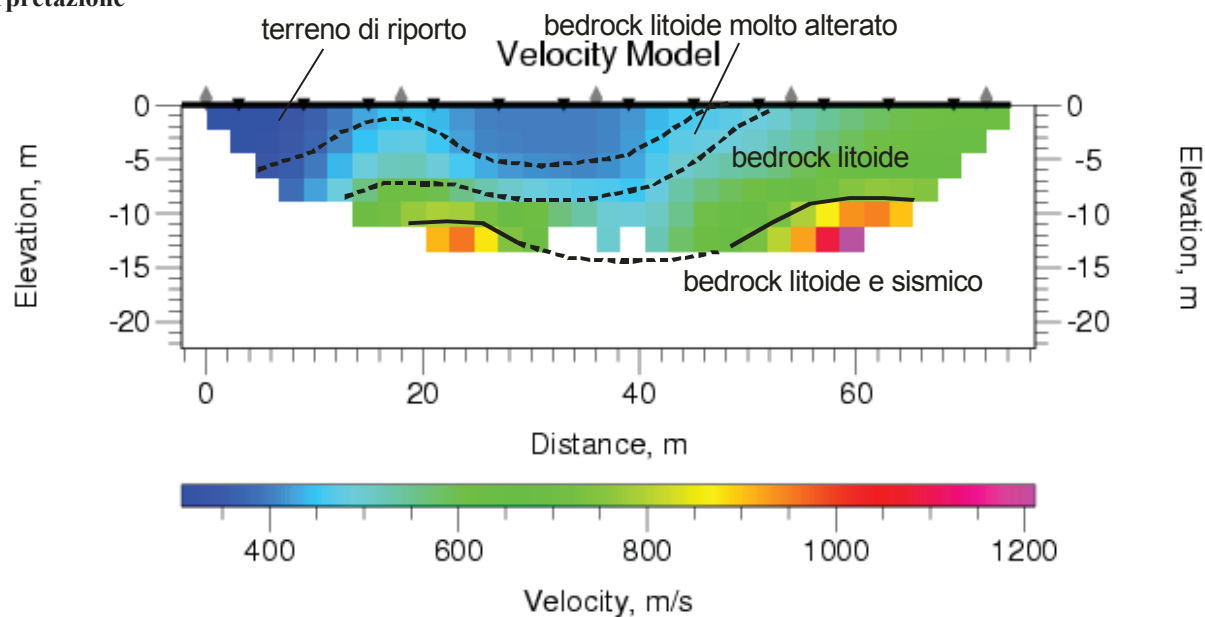 rpretazione
terreno di riporto
bedrock litoide molto alterato
Velocity Model
0
-5
-10
-15
-20
Elevation, m
0
-5
-10
-15
-20
Elevation, m
bedrock litoide
bedrock litoide e sismico
0 20 40 60
Distance, m
400 600 800 1000 1200
Velocity, m/s